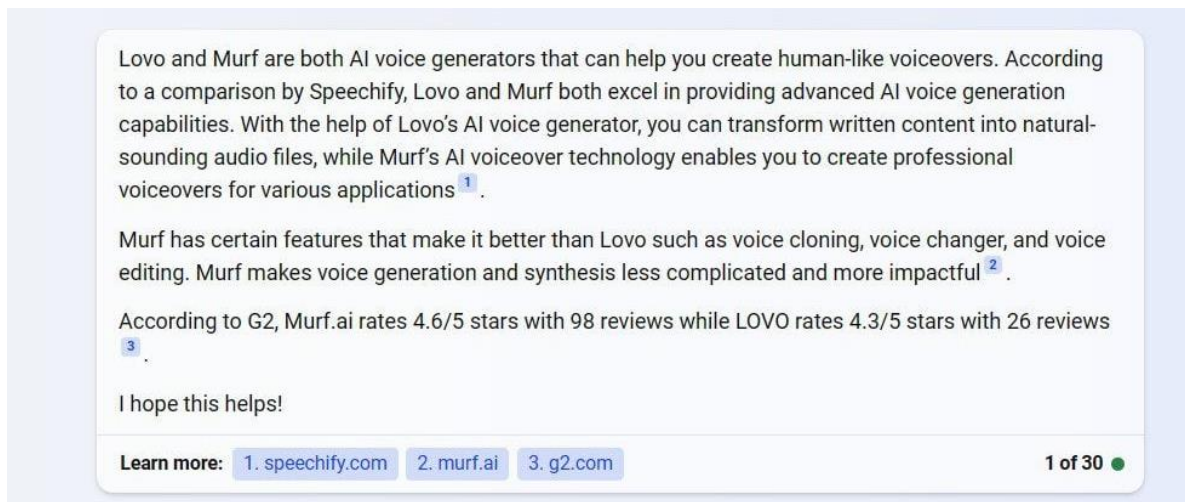 Lovo and Murf are both AI voice generators that can help you create human-like voiceovers. According
to a comparison by Speechify, Lovo and Murf both excel in providing advanced AI voice generation
capabilities. With the help of Lovo’s AI voice generator, you can transform written content into natural-
sounding audio files, while Murf’s AI voiceover technology enables you to create professional
voiceovers for various applications 1 .
Murf has certain features that make it better than Lovo such as voice cloning, voice changer, and voice
editing. Murf makes voice generation and synthesis less complicated and more impactful 2 .
According to G2, Murf.ai rates 4.6/5 stars with 98 reviews while LOVO rates 4.3/5 stars with 26 reviews
3 .
I hope this helps!
Learn more: 1. speechify.com 2. murf.ai 3. g2.com 1 of 30